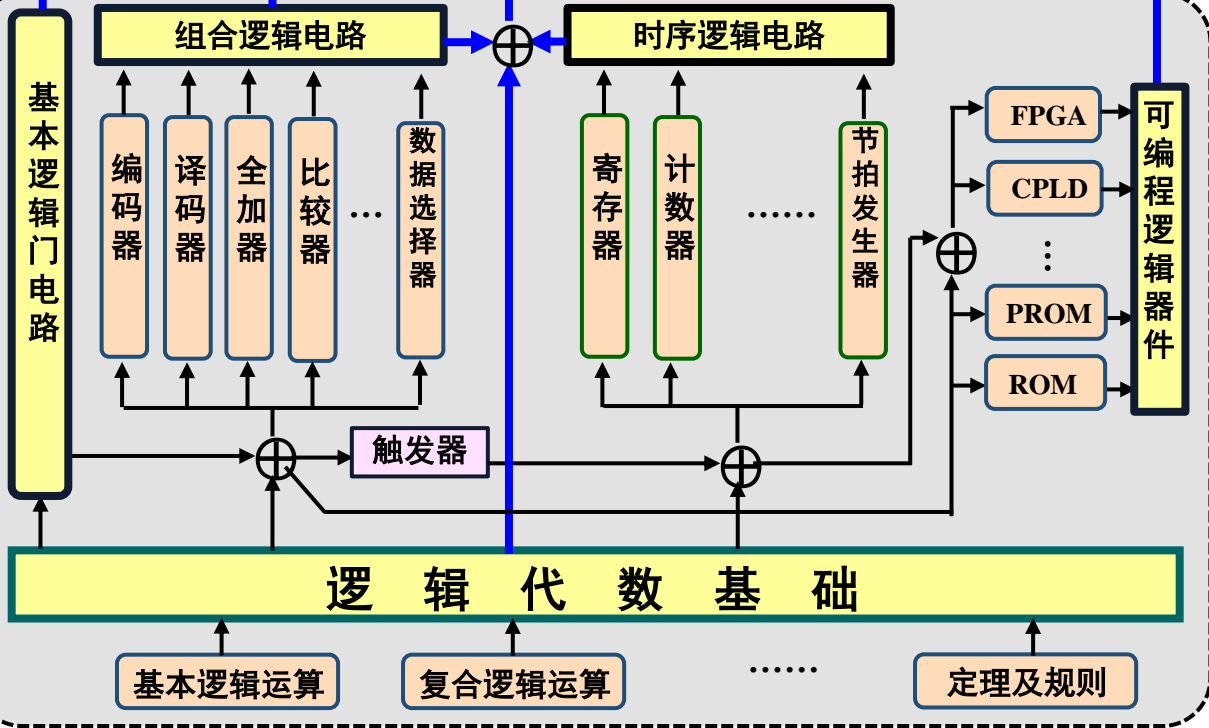 组合逻辑电路
时序逻辑电路
基本逻辑门电路
编码器
译码器
全加器
比较器
...
数据选择器
寄存器
计数器
......
节拍发生器
FPGA
CPLD
...
PROM
ROM
可编程逻辑器件
触发器
逻辑代数基础
基本逻辑运算
复合逻辑运算
......
定理及规则